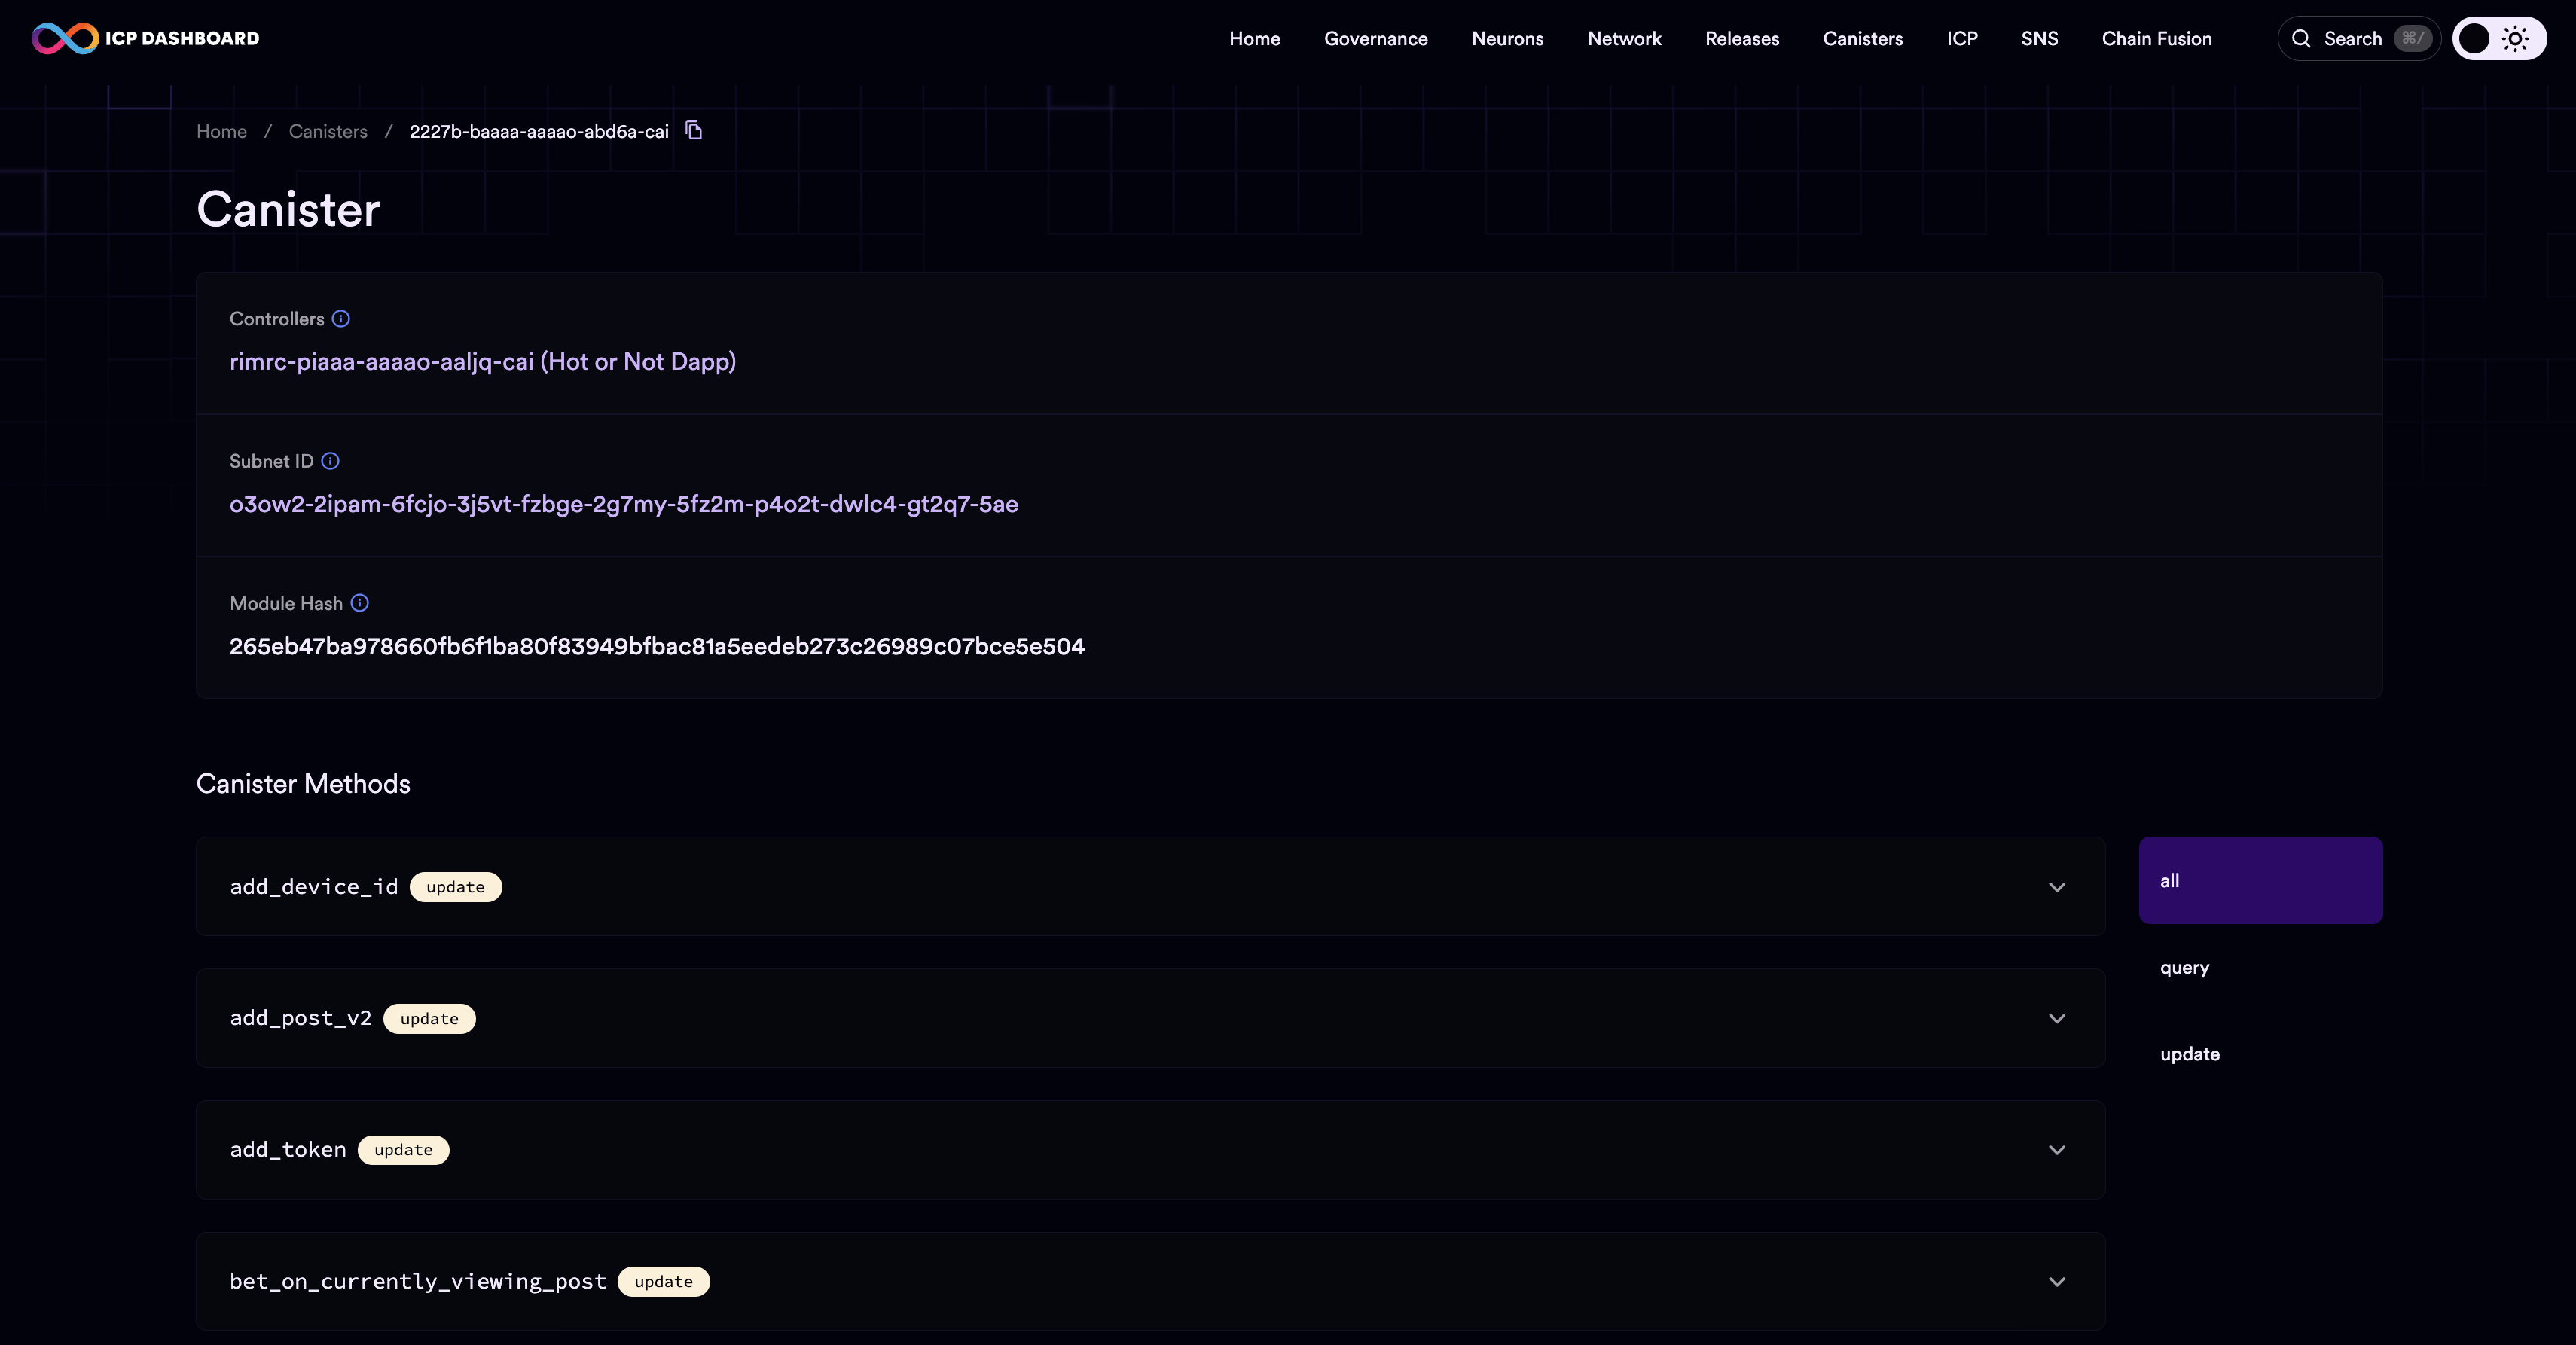 ICP DASHBOARD
Home Governance Neurons Network Releases Canisters ICP SNS Chain Fusion Search ⌘/
Home / Canisters / 2227b-baaaa-aaaao-abd6a-cai
Canister
Controllers
rimrc-piaaa-aaaao-aaljq-cai (Hot or Not Dapp)
Subnet ID
o3ow2-2ipam-6fcjo-3j5vt-fzbge-2g7my-5fz2m-p4o2t-dwlc4-gt2q7-5ae
Module Hash
265eb47ba978660fb6f1ba80f83949bfbac81a5eedeb273c26989c07bce5e504
Canister Methods
add_device_id update
add_post_v2 update
add_token update
bet_on_currently_viewing_post update
all
query
update